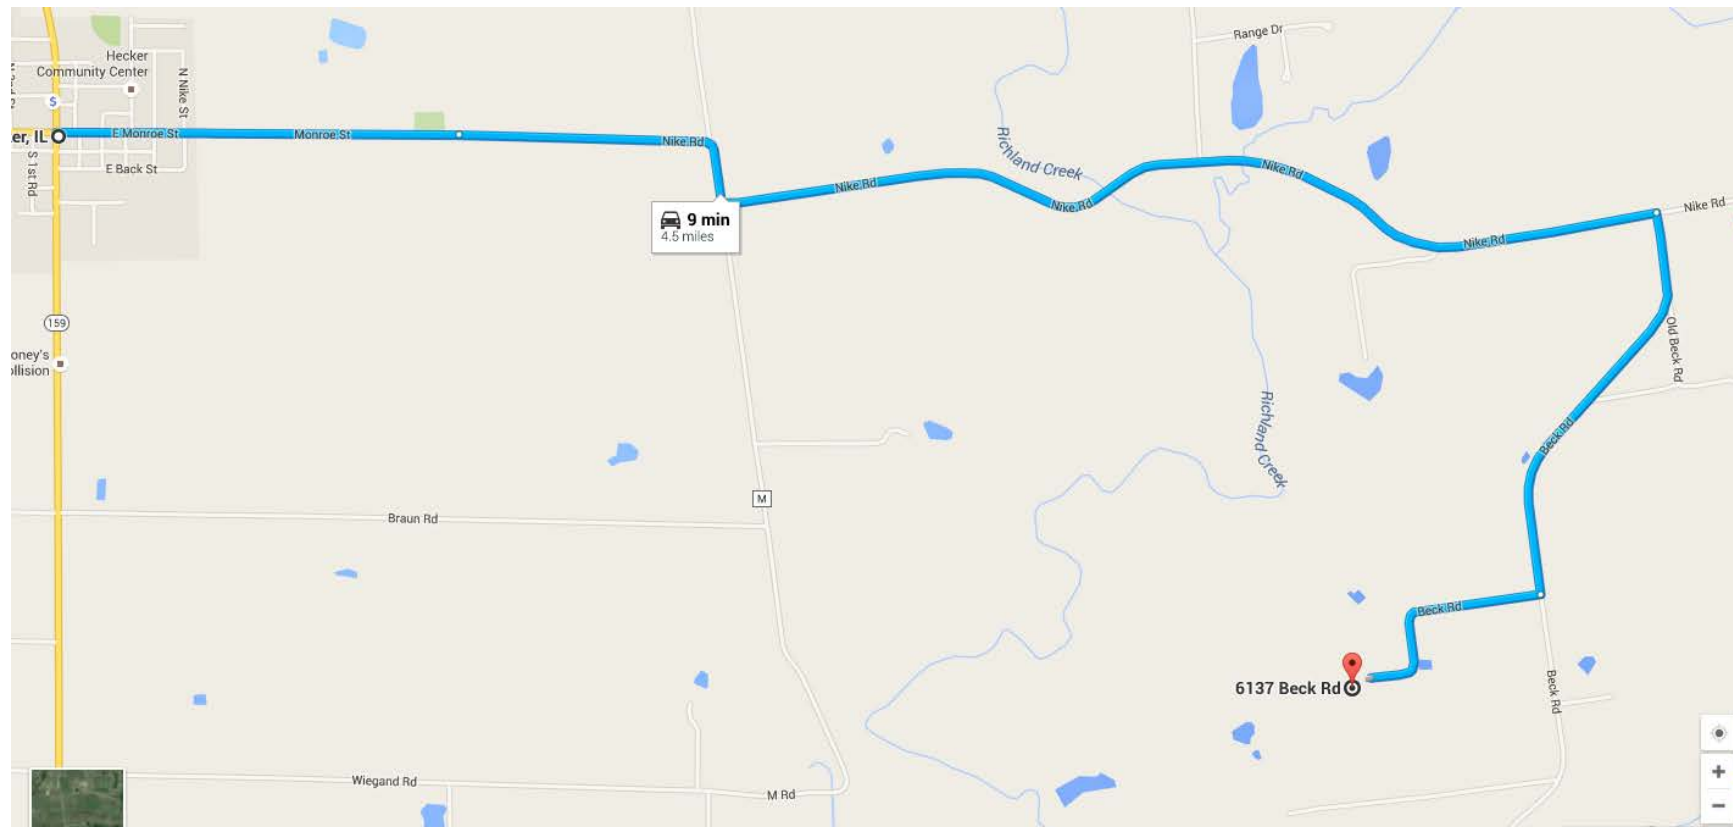 Range Dr
Hecker
Community Center
N Nike St
S
er, IL
E Monroe St
Monroe St
Nike Rd
S 1st Rd
E Back St
Richland Creek
Nike Rd
Nike Rd
Nike Rd
Nike Rd
Nike Rd
9 min
4.5 miles
159
oney's
ollision
Old Beck Rd
Richland Creek
Beck Rd
M
Braun Rd
Beck Rd
6137 Beck Rd
Beck Rd
Wiegand Rd
M Rd
+
−